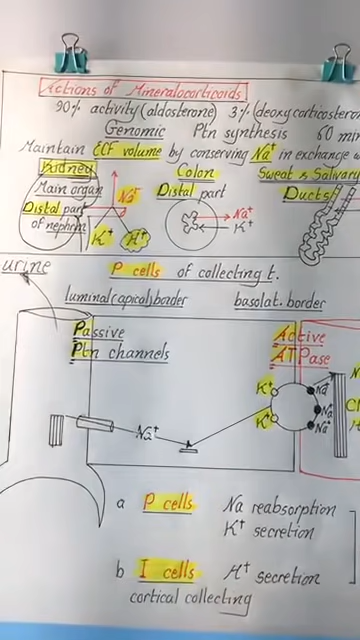 Actions of Mineralocorticoids
90% activity (aldosterone) 3% (deoxycorticosteron
Genomic Ptn synthesis 60 min
Maintain ECF volume by conserving Na+ in exchange w
Kidney Colon Sweat & Salivary
Main organ Na+ Distal part Ducts
Distal part Na+
of nephron K+ H+ K+
urine P cells of collecting t.
luminal (apical) border basolat. border
Passive Active
Ptn channels ATPase
K+ Na+
Na+ K+ Na+
Na+
a P cells Na reabsorption
K+ secretion
b I cells H+ secretion
cortical collecting